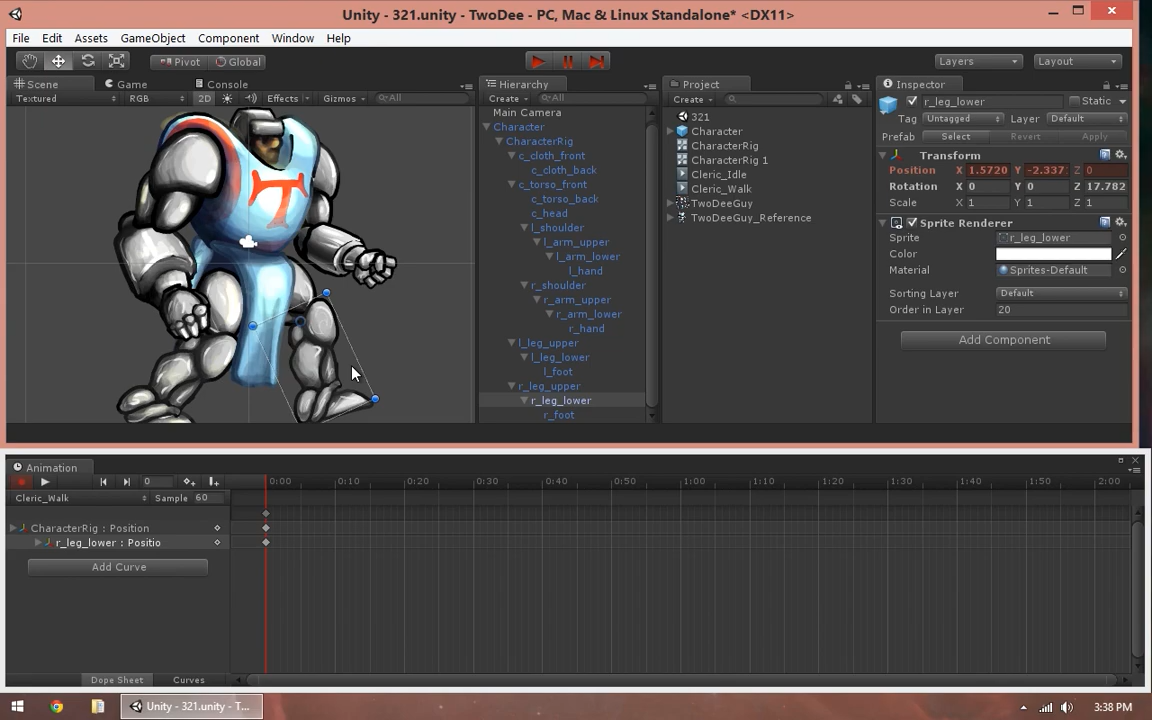 Unity - 321.unity - TwoDee - PC, Mac & Linux Standalone* <DX11>
File Edit Assets GameObject Component Window Help
Pivot Global Layers Layout
Scene Game Console
Textured RGB 2D Effects Gizmos All
Hierarchy
Create All
Main Camera
Character
CharacterRig
c_cloth_front
c_cloth_back
c_torso_front
c_torso_back
c_head
l_shoulder
l_arm_upper
l_arm_lower
l_hand
r_shoulder
r_arm_upper
r_arm_lower
r_hand
l_leg_upper
l_leg_lower
l_foot
r_leg_upper
r_leg_lower
r_foot
Project
Create
321
Character
CharacterRig
CharacterRig 1
Cleric_Idle
Cleric_Walk
TwoDeeGuy
TwoDeeGuy_Reference
Inspector
r_leg_lower Static
Tag Untagged Layer Default
Prefab Select Revert Apply
Transform
Position X 1.5720 Y -2.337 Z 0
Rotation X 0 Y 0 Z 17.782
Scale X 1 Y 1 Z 1
Sprite Renderer
Sprite r_leg_lower
Color
Material Sprites-Default
Sorting Layer Default
Order in Layer 20
Add Component
Animation
0 0:00 0:10 0:20 0:30 0:40 0:50 1:00 1:10 1:20 1:30 1:40 1:50 2:00
Cleric_Walk Sample 60
CharacterRig : Position
r_leg_lower : Positio
Add Curve
Dope Sheet Curves
Unity - 321.unity - T...
3:38 PM